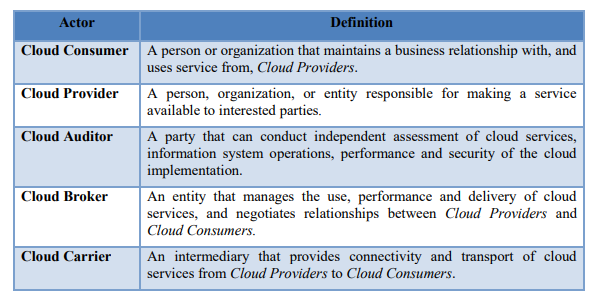 Actor Definition
Cloud Consumer A person or organization that maintains a business relationship with, and
uses service from, Cloud Providers.
Cloud Provider A person, organization, or entity responsible for making a service
available to interested parties.
Cloud Auditor A party that can conduct independent assessment of cloud services,
information system operations, performance and security of the cloud
implementation.
Cloud Broker An entity that manages the use, performance and delivery of cloud
services, and negotiates relationships between Cloud Providers and
Cloud Consumers.
Cloud Carrier An intermediary that provides connectivity and transport of cloud
services from Cloud Providers to Cloud Consumers.